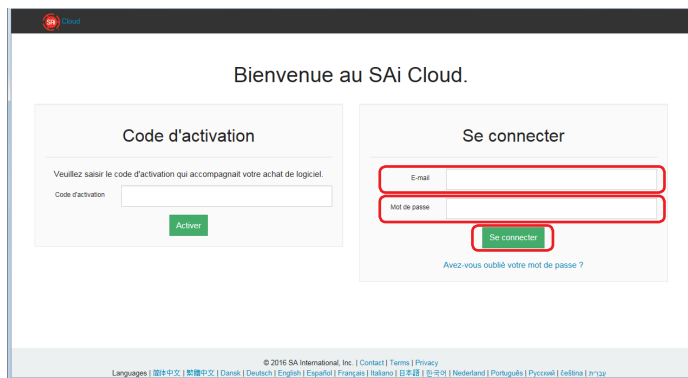 SAi Cloud
Bienvenue au SAi Cloud.
Code d'activation
Veuillez saisir le code d'activation qui accompagnait votre achat de logiciel.
Code d'activation
Activer
Se connecter
E-mail
Mot de passe
Se connecter
Avez-vous oublié votre mot de passe ?
© 2016 SA International, Inc. | Contact | Terms | Privacy
Languages | 简体中文 | 繁體中文 | Dansk | Deutsch | English | Español | Français | Italiano | 日本語 | 한국어 | Nederland | Português | Русский | čeština | עברית